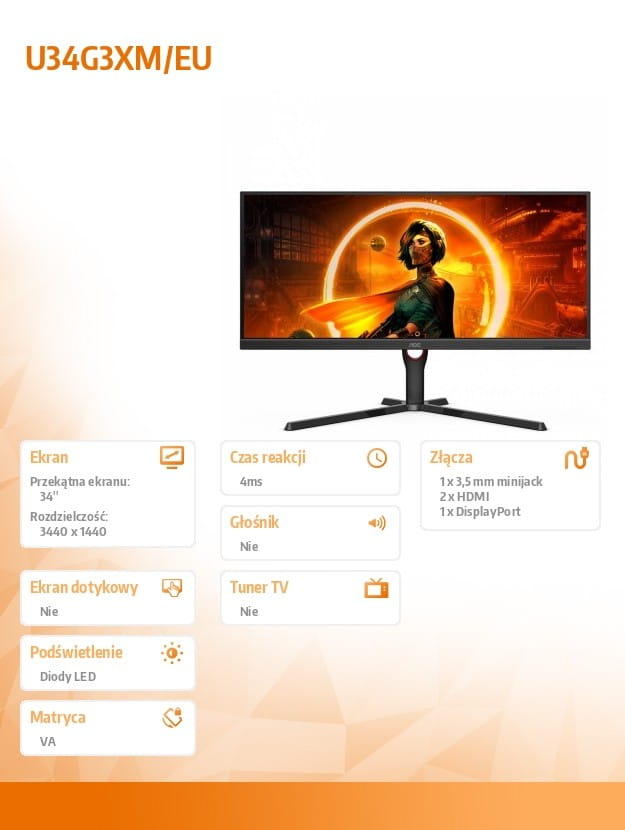 U34G3XM/EU
AOC
Ekran
Przekątna ekranu:
34"
Rozdzielczość:
3440 x 1440
Czas reakcji
4ms
Głośnik
Nie
Złącza
1 x 3,5 mm minijack
2 x HDMI
1 x DisplayPort
Ekran dotykowy
Nie
Tuner TV
Nie
Podświetlenie
Diody LED
Matryca
VA